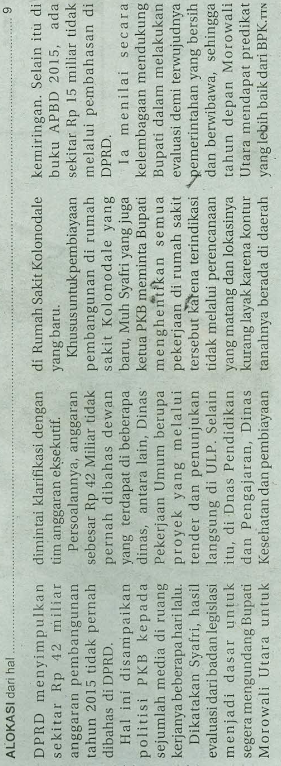 ALOKASI dari hal........ 9
DPRD menyimpulkan
sekitar Rp 42 miliar
anggaran pembangunan
tahun 2015 tidak pernah
dibahas di DPRD.
Hal ini disampaikan
politisi PKB kepada
sejumlah media di ruang
kerjanya beberapa hari lalu.
Dikatakan Syafri, hasil
evaluasi dari badan legislasi
menjadi dasar untuk
segera mengundang Bupati
Morowali Utara untuk
dimintai klarifikasi dengan
tim anggaran eksekutif.
Persoalannya, anggaran
sebesar Rp 42 Miliar tidak
pernah dibahas dewan
yang terdapat di beberapa
dinas, antara lain, Dinas
Pekerjaan Umum berupa
proyek yang melalui
tender dan penunjukan
langsung di ULP. Selain
itu, di Dnas Pendidikan
dan Pengajaran, Dinas
Kesehatan dan pembiayaan
di Rumah Sakit Kolonodale
yang baru.
Khusus untuk pembiayaan
pembangunan di rumah
sakit Kolonodale yang
baru, Muh Syafri yang juga
ketua PKB meminta Bupati
menghentikan semua
pekerjaan di rumah sakit
tersebut karena terindikasi
tidak melalui perencanaan
yang matang dan lokasinya
kurang layak karena kontur
tanahnya berada di daerah
kemiringan. Selain itu di
buku APBD 2015, ada
sekitar Rp 15 miliar tidak
melalui pembahasan di
DPRD.
Ia menilai secara
kelembagaan mendukung
Bupati dalam melakukan
evaluasi demi terwujudnya
pemerintahan yang bersih
dan berwibawa, sehingga
tahun depan Morowali
Utara mendapat predikat
yang lebih baik dari BPK.